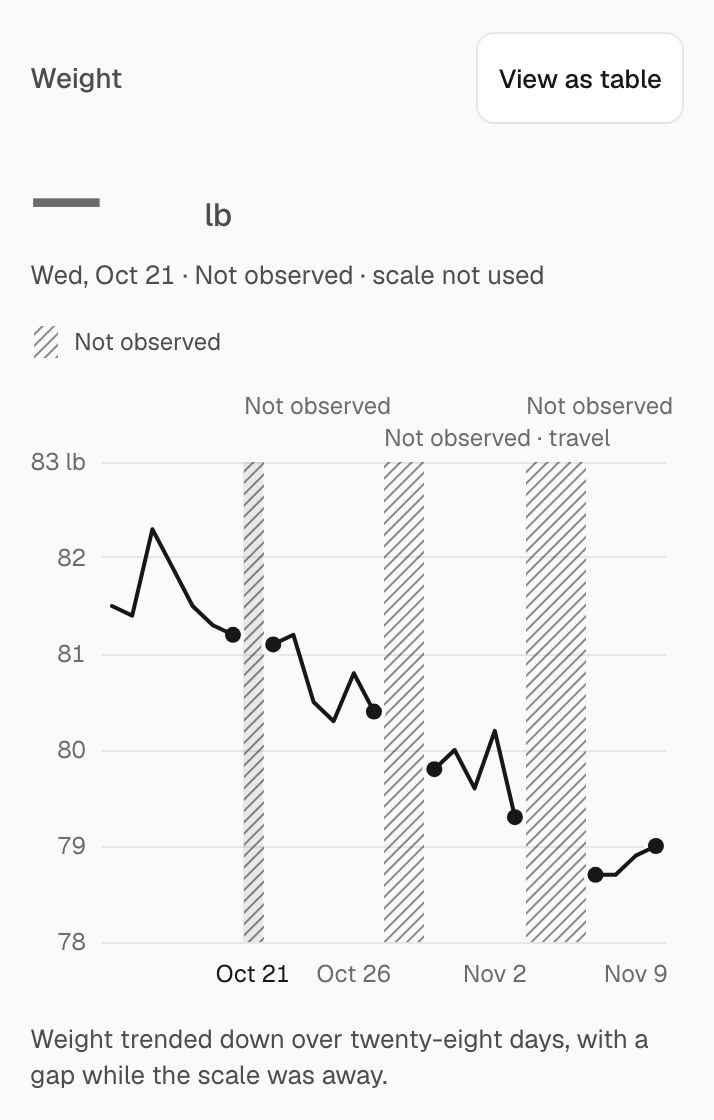 Weight
View as table
— lb
Wed, Oct 21 · Not observed · scale not used
Not observed
Not observed
Not observed
Not observed · travel
83 lb
82
81
80
79
78
Oct 21
Oct 26
Nov 2
Nov 9
Weight trended down over twenty-eight days, with a
gap while the scale was away.